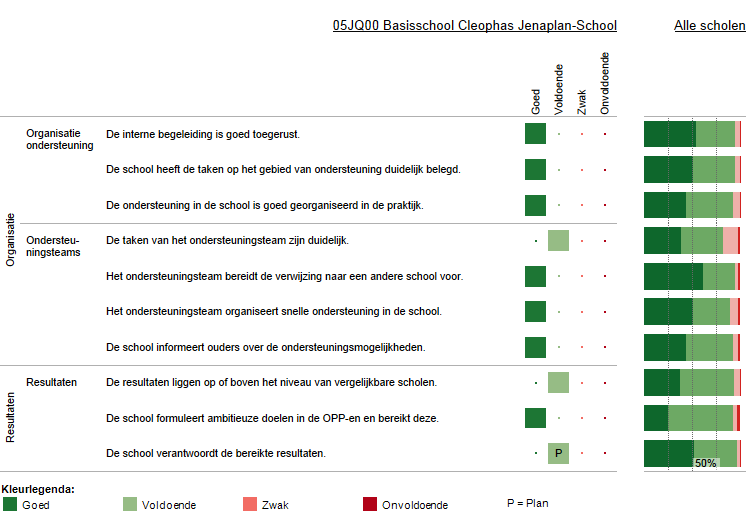 05JQ00 Basisschool Cleophas Jenaplan-School
Alle scholen
Goed
Voldoende
Zwak
Onvoldoende
Organisatie
Organisatie
ondersteuning
De interne begeleiding is goed toegerust.
De school heeft de taken op het gebied van ondersteuning duidelijk belegd.
De ondersteuning in de school is goed georganiseerd in de praktijk.
Ondersteu-
ningsteams
De taken van het ondersteuningsteam zijn duidelijk.
Het ondersteuningsteam bereidt de verwijzing naar een andere school voor.
Het ondersteuningsteam organiseert snelle ondersteuning in de school.
De school informeert ouders over de ondersteuningsmogelijkheden.
Resultaten
Resultaten
De resultaten liggen op of boven het niveau van vergelijkbare scholen.
De school formuleert ambitieuze doelen in de OPP-en en bereikt deze.
De school verantwoordt de bereikte resultaten.
P
50%
Kleurlegenda:
Goed
Voldoende
Zwak
Onvoldoende
P = Plan